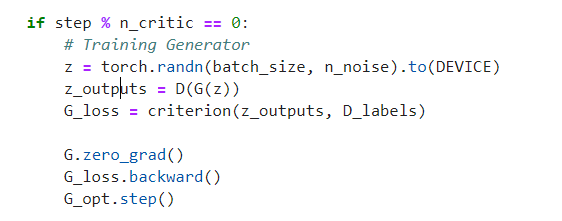 if step % n_critic == 0:
    # Training Generator
    z = torch.randn(batch_size, n_noise).to(DEVICE)
    z_outputs = D(G(z))
    G_loss = criterion(z_outputs, D_labels)

    G.zero_grad()
    G_loss.backward()
    G_opt.step()